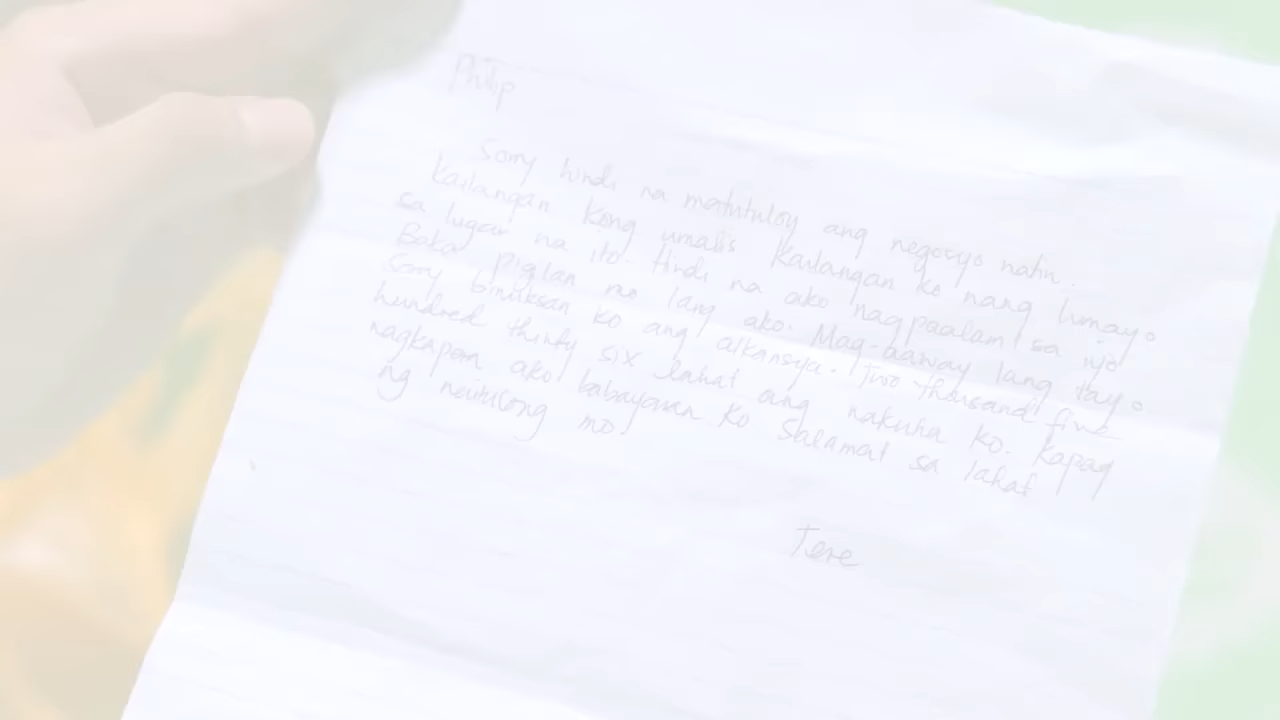 Philip
Sorry hindi na matutuloy ang negosyo natin.
Kailangan kong umalis Kailangan ko nang lumayo
sa lugar na ito. Hindi na ako nagpaalam sa iyo
Baka Pigilan mo lang ako. Mag-aaway lang tayo
Sorry binuksan ko ang alkansya. Two thousand five
hundred thirty six lahat ang nakuha ko. Kapag
nagkapera ako babayaran ko Salamat sa lahat
ng naitulong mo.
Tere